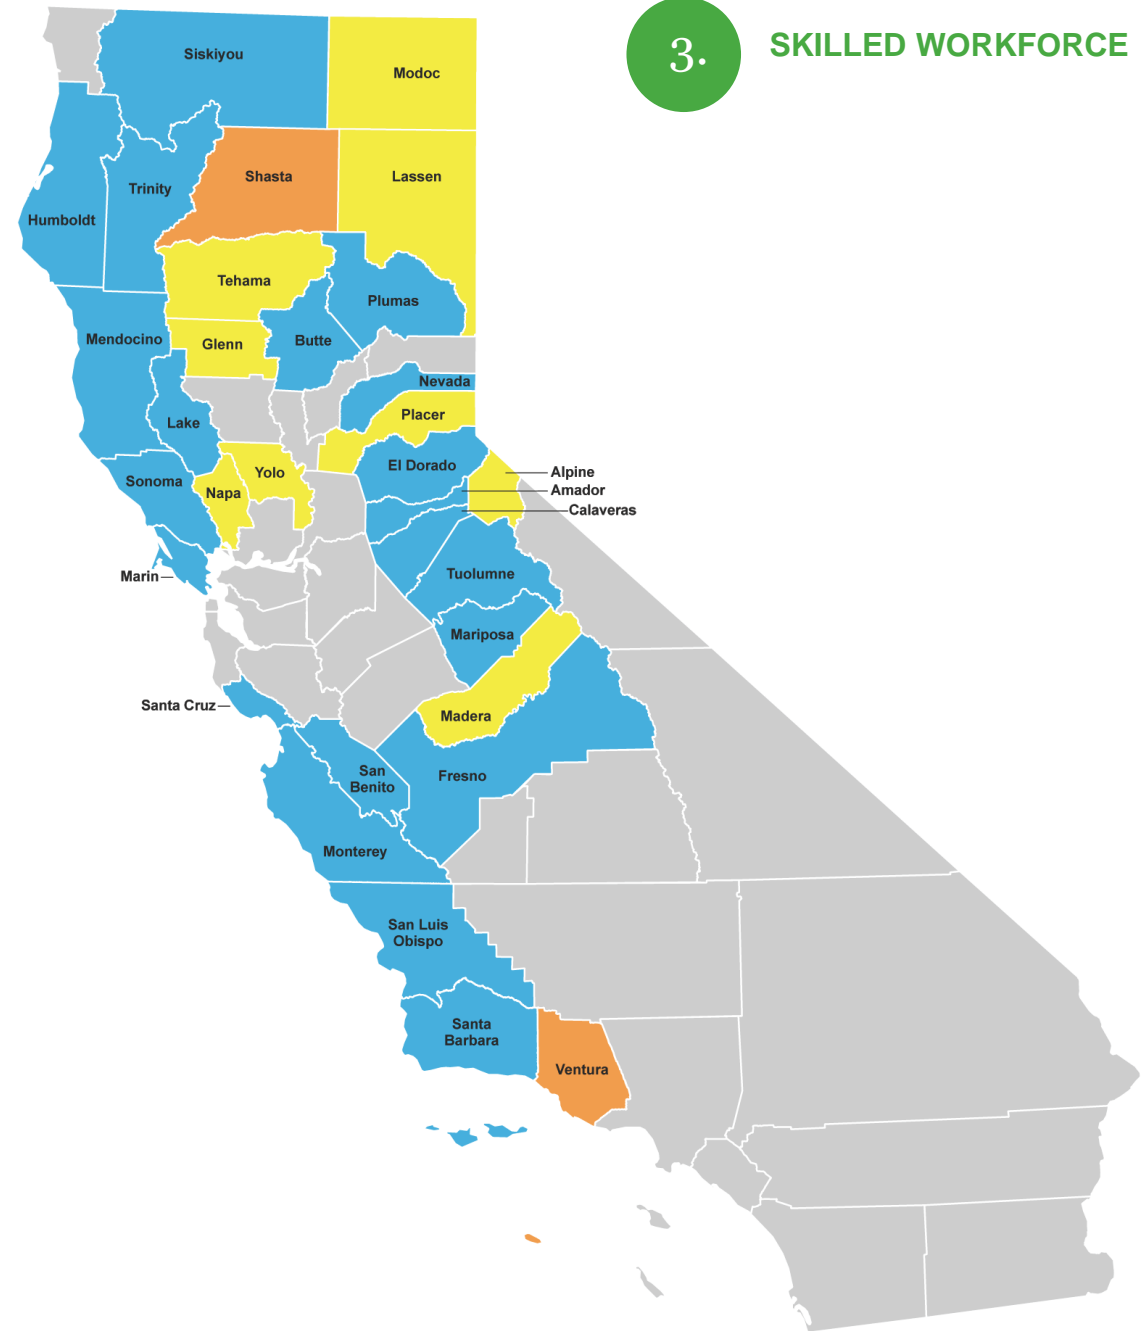 3.
SKILLED WORKFORCE
Siskiyou
Modoc
Shasta
Lassen
Trinity
Humboldt
Tehama
Plumas
Mendocino
Glenn
Butte
Nevada
Placer
Lake
El Dorado
Alpine
Amador
Calaveras
Sonoma
Napa
Yolo
Marin
Tuolumne
Mariposa
Santa Cruz
Madera
San
Benito
Fresno
Monterey
San Luis
Obispo
Santa
Barbara
Ventura